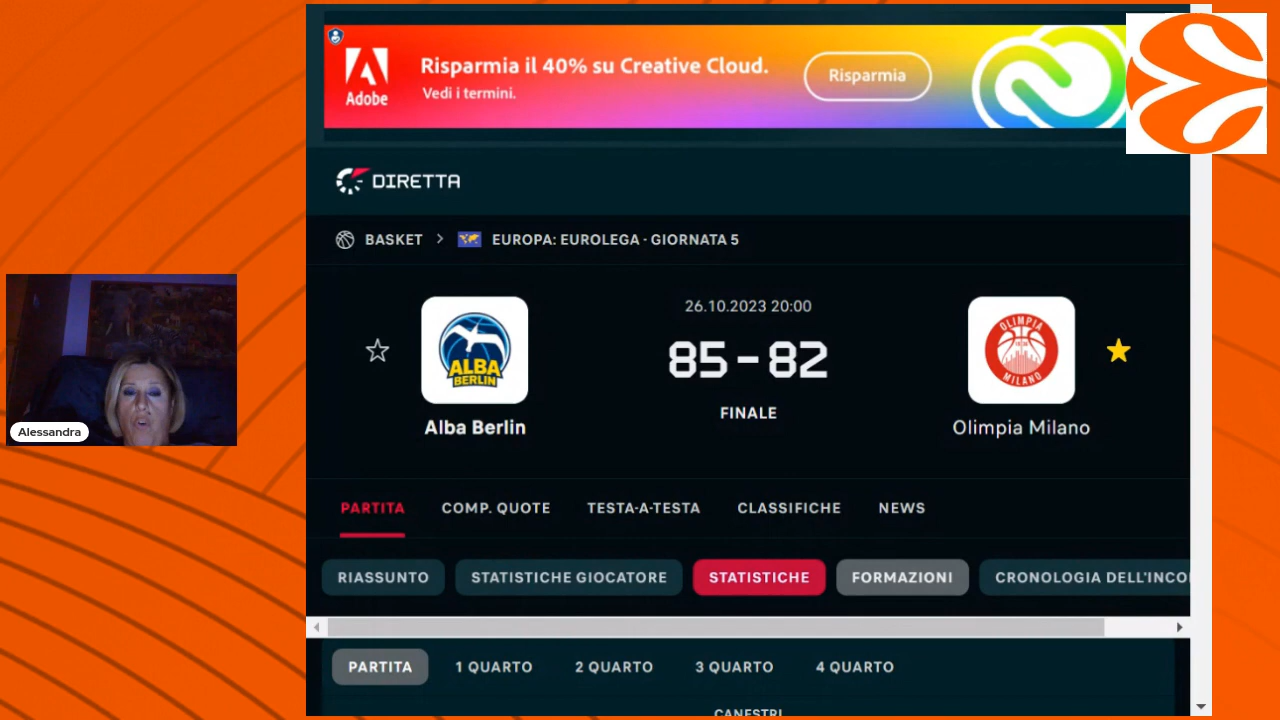 Adobe
Risparmia il 40% su Creative Cloud.
Vedi i termini.
Risparmia
DIRETTA
BASKET
EUROPA: EUROLEGA - GIORNATA 5
26.10.2023 20:00
ALBA
BERLIN
85 - 82
OLIMPIA
MILANO
FINALE
Alba Berlin
Olimpia Milano
Alessandra
PARTITA COMP. QUOTE TESTA-A-TESTA CLASSIFICHE NEWS
RIASSUNTO STATISTICHE GIOCATORE STATISTICHE FORMAZIONI CRONOLOGIA DELL'INCO
PARTITA 1 QUARTO 2 QUARTO 3 QUARTO 4 QUARTO
CANESTRI